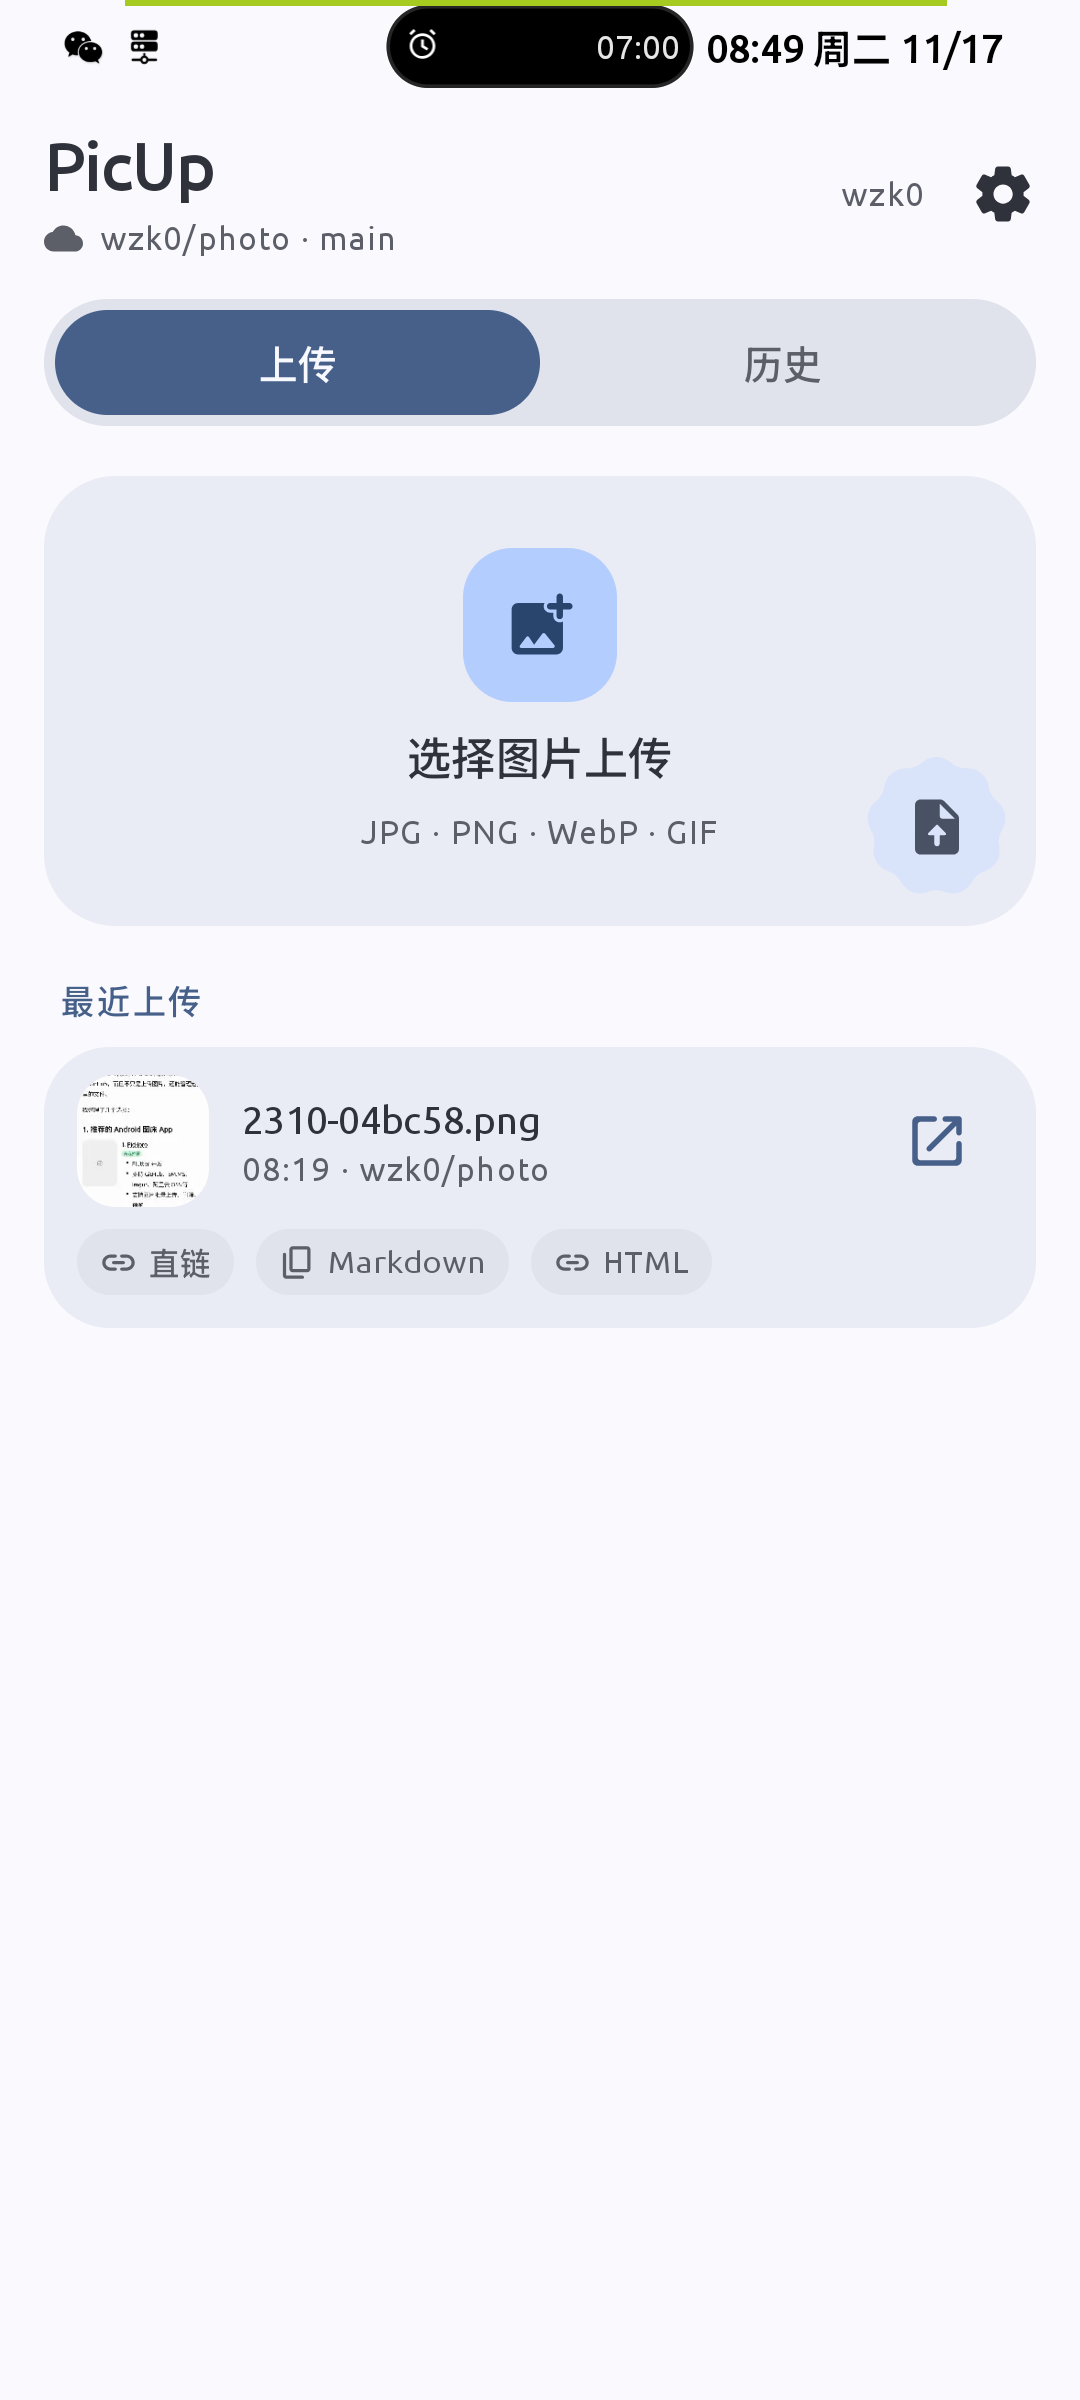 07:00 08:49 周二 11/17
PicUp
wzk0
wzk0/photo · main
上传 历史
选择图片上传
JPG · PNG · WebP · GIF
最近上传
1. 推荐的 Android 图床 App
2310-04bc58.png
08:19 · wzk0/photo
直链 Markdown HTML